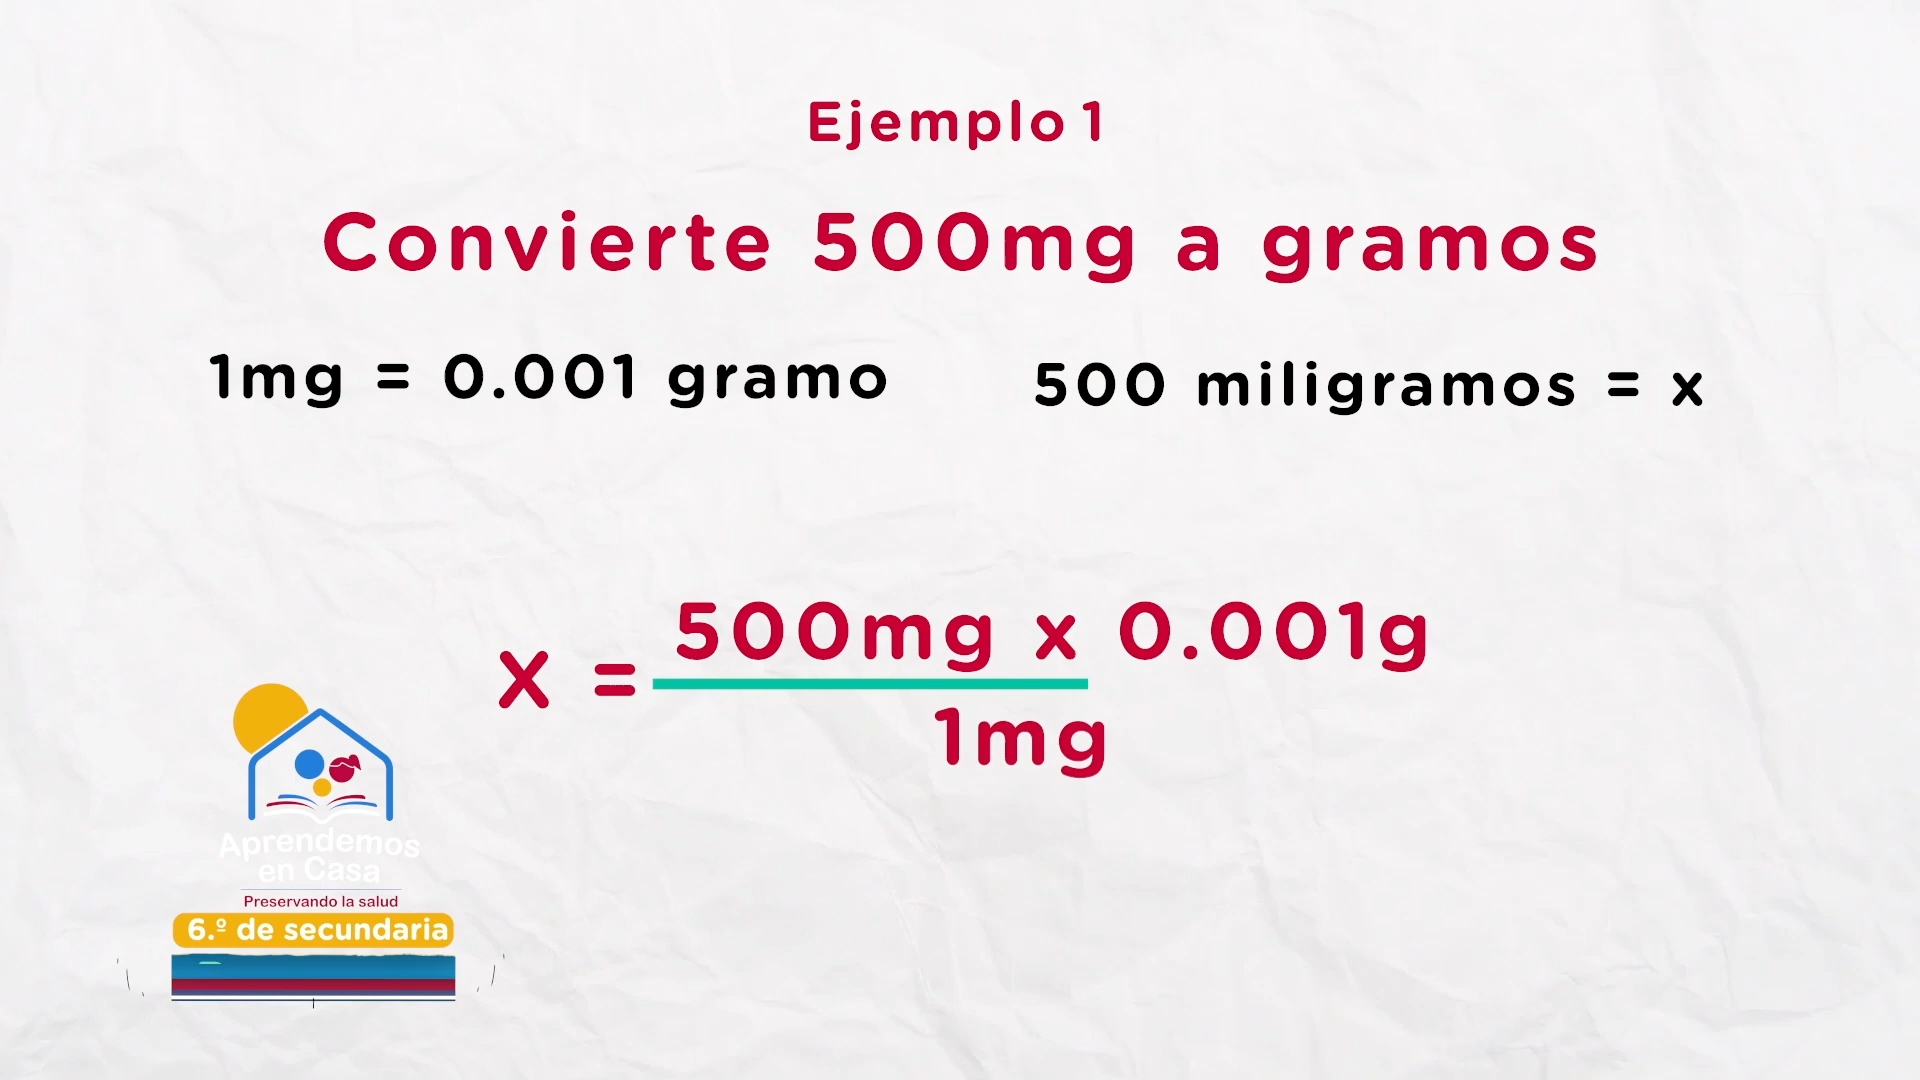 Ejemplo 1
Convierte 500mg a gramos
1mg = 0.001 gramo
500 miligramos = x
X = 500mg x 0.001g
1mg
Aprendemos
en Casa
Preservando la salud
6.º de secundaria